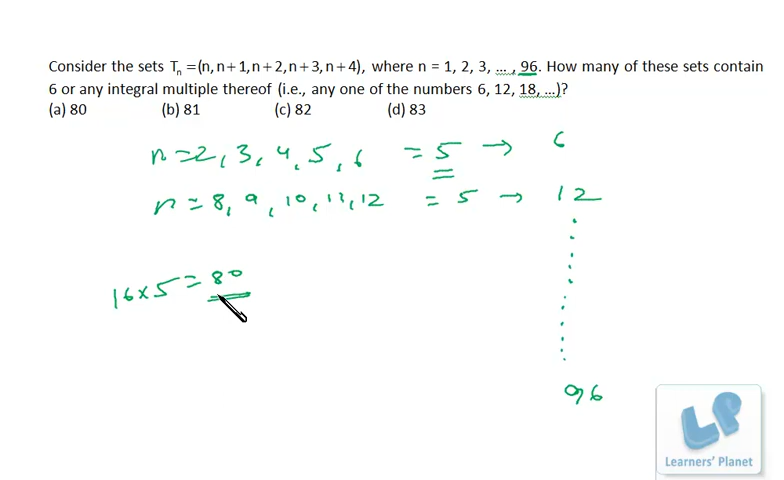 Consider the sets Tn =(n, n+1, n+2, n+3, n+4), where n = 1, 2, 3, ... , 96. How many of these sets contain
6 or any integral multiple thereof (i.e., any one of the numbers 6, 12, 18, ...)?
(a) 80 (b) 81 (c) 82 (d) 83
n = 2, 3, 4, 5, 6 = 5 → 6
n = 8, 9, 10, 11, 12 = 5 → 12
16 × 5 = 80
96
LP
Learners' Planet